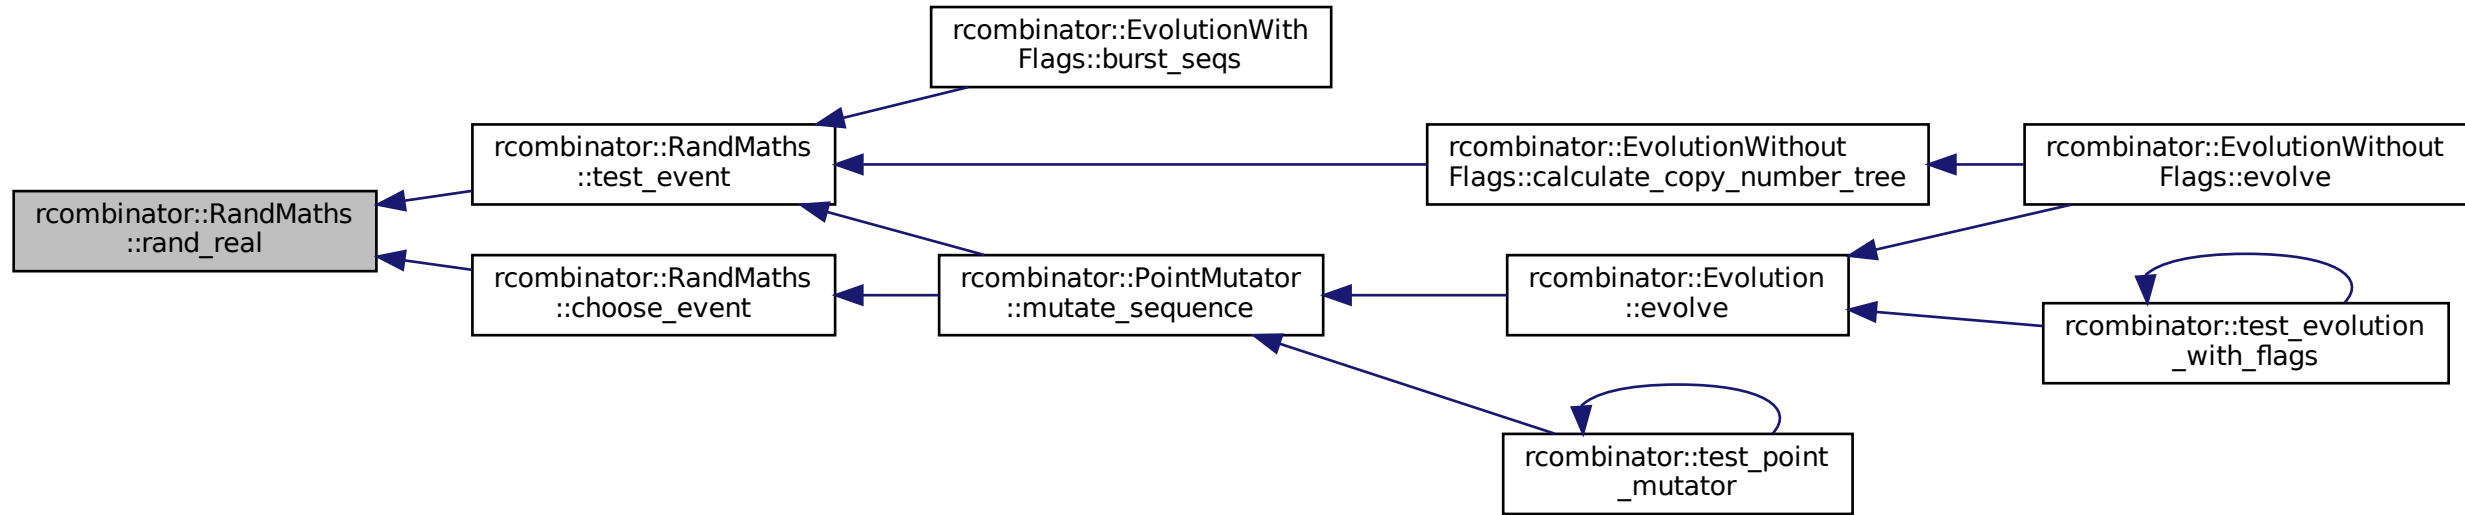 rcombinator::EvolutionWith
Flags::burst_seqs
rcombinator::RandMaths
::test_event
rcombinator::EvolutionWithout
Flags::calculate_copy_number_tree
rcombinator::EvolutionWithout
Flags::evolve
rcombinator::RandMaths
::rand_real
rcombinator::RandMaths
::choose_event
rcombinator::PointMutator
::mutate_sequence
rcombinator::Evolution
::evolve
rcombinator::test_evolution
_with_flags
rcombinator::test_point
_mutator